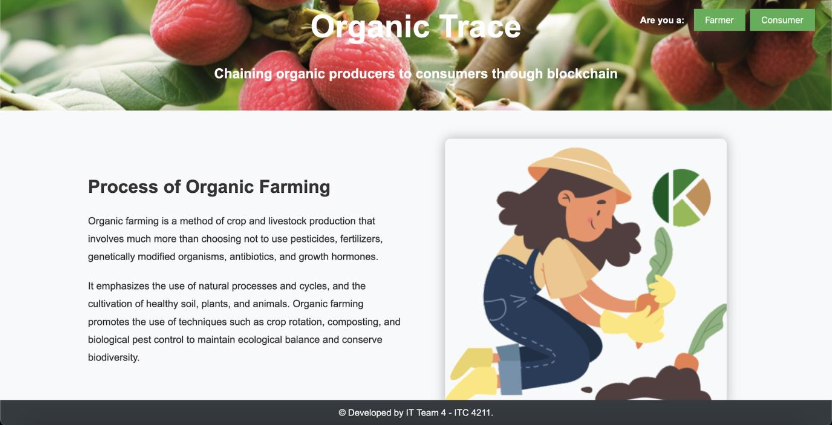 Organic Trace
Are you a: Farmer Consumer
Chaining organic producers to consumers through blockchain
Process of Organic Farming
Organic farming is a method of crop and livestock production that
involves much more than choosing not to use pesticides, fertilizers,
genetically modified organisms, antibiotics, and growth hormones.
It emphasizes the use of natural processes and cycles, and the
cultivation of healthy soil, plants, and animals. Organic farming
promotes the use of techniques such as crop rotation, composting, and
biological pest control to maintain ecological balance and conserve
biodiversity.
© Developed by IT Team 4 - ITC 4211.